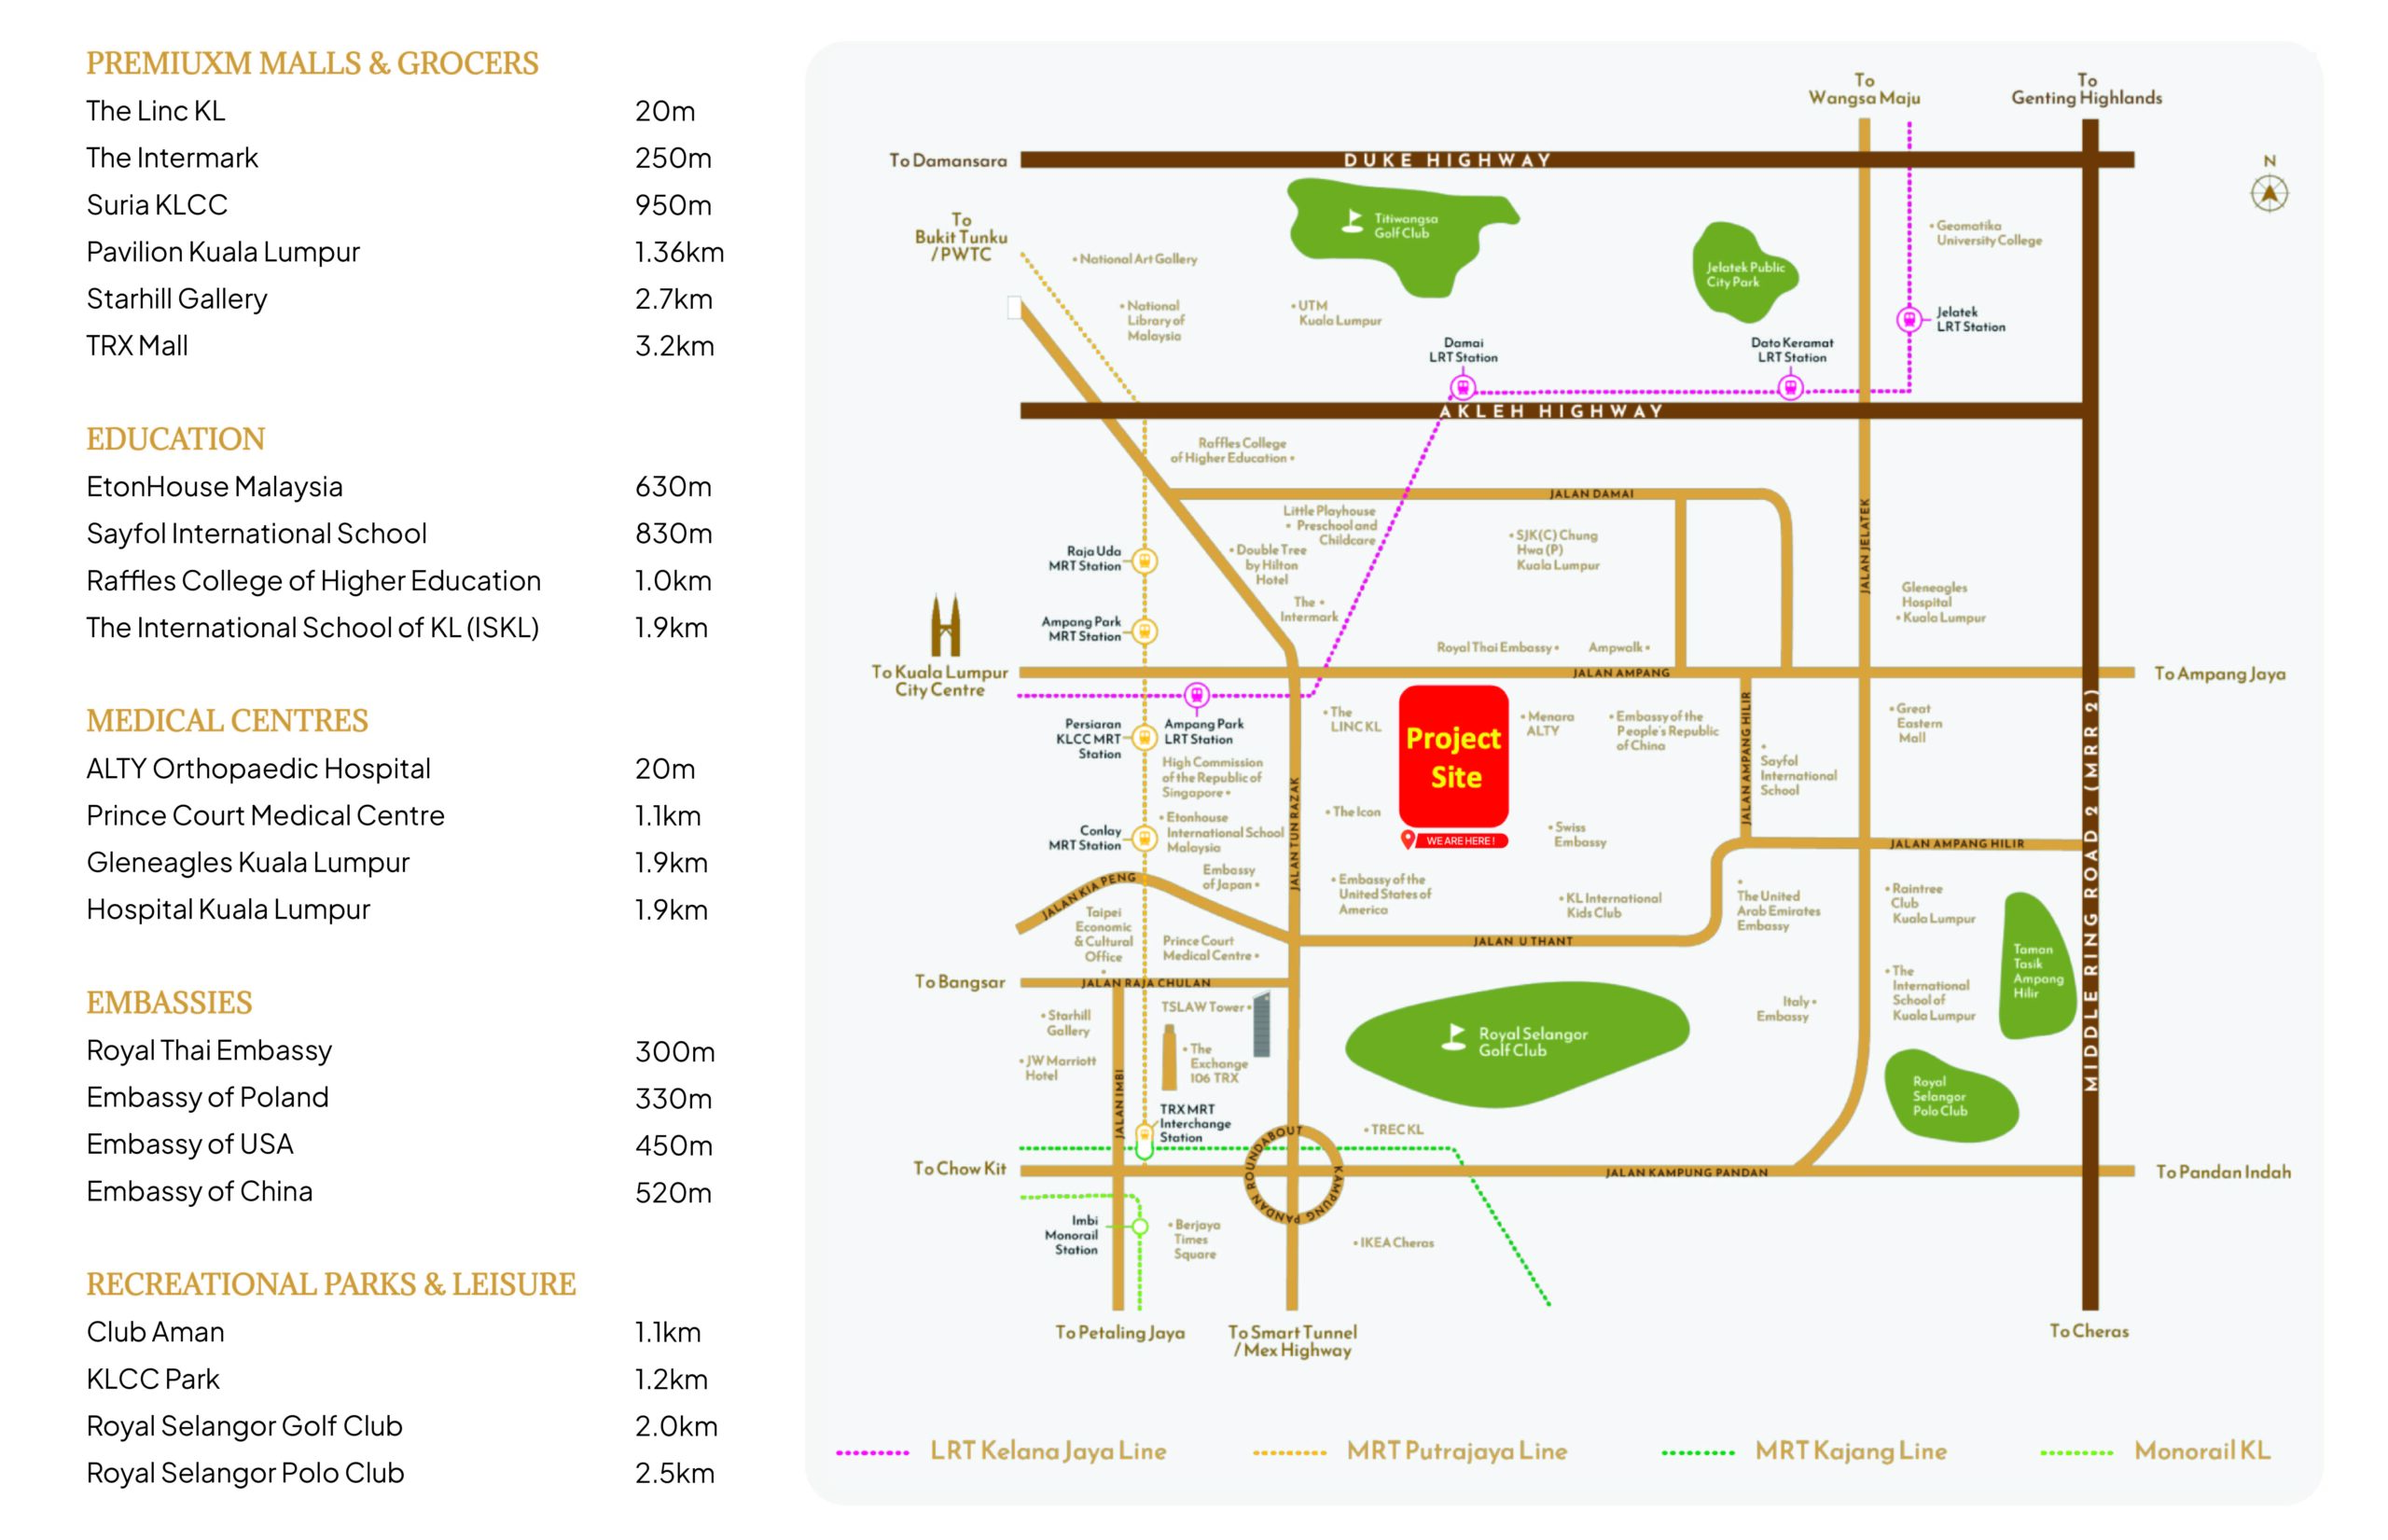 PREMIUXM MALLS & GROCERS
The Linc KL 20m
The Intermark 250m
Suria KLCC 950m
Pavilion Kuala Lumpur 1.36km
Starhill Gallery 2.7km
TRX Mall 3.2km
EDUCATION
EtonHouse Malaysia 630m
Sayfol International School 830m
Raffles College of Higher Education 1.0km
The International School of KL (ISKL) 1.9km
MEDICAL CENTRES
ALTY Orthopaedic Hospital 20m
Prince Court Medical Centre 1.1km
Gleneagles Kuala Lumpur 1.9km
Hospital Kuala Lumpur 1.9km
EMBASSIES
Royal Thai Embassy 300m
Embassy of Poland 330m
Embassy of USA 450m
Embassy of China 520m
RECREATIONAL PARKS & LEISURE
Club Aman 1.1km
KLCC Park 1.2km
Royal Selangor Golf Club 2.0km
Royal Selangor Polo Club 2.5km
To
Wangsa Maju
To
Genting Highlands
To Damansara
DUKE HIGHWAY
N
To
Bukit Tunku
/PWTC
Titiwangsa
Golf Club
Geomatika
University College
National Art Gallery
Jelatek Public
City Park
National
Library of
Malaysia
UTM
Kuala Lumpur
Jelatek
LRT Station
Damai
LRT Station
Dato Keramat
LRT Station
AKLEH HIGHWAY
Raffles College
of Higher Education
JALAN DAMAI
Little Playhouse
Preschool and
Childcare
SJK(C) Chung
Hwa (P)
Kuala Lumpur
JALAN JELATEK
Raja Uda
MRT Station
Double Tree
by Hilton
Hotel
Gleneagles
Hospital
Kuala Lumpur
The
Intermark
Ampang Park
MRT Station
Royal Thai Embassy
Ampwalk
To Kuala Lumpur
City Centre
JALAN AMPANG
To Ampang Jaya
Persiaran
KLCC MRT
Station
Ampang Park
LRT Station
The
LINC KL
Project
Site
WE ARE HERE !
Menara
ALTY
Embassy of the
People's Republic
of China
JALAN AMPANG HILIR
Great
Eastern
Mall
Sayfol
International
School
High Commission
of the Republic of
Singapore
JALAN TUN RAZAK
MIDDLE RING ROAD 2 (MRR 2)
The Icon
Etonhouse
International School
Malaysia
Conlay
MRT Station
Swiss
Embassy
JALAN AMPANG HILIR
Embassy
of Japan
JALAN KIA PENG
Embassy of the
United States of
America
KL International
Kids Club
The United
Arab Emirates
Embassy
Raintree
Club
Kuala Lumpur
Taipei
Economic
& Cultural
Office
Prince Court
Medical Centre
JALAN U THANT
Taman
Tasik
Ampang
Hilir
To Bangsar
JALAN RAJA CHULAN
The
International
School of
Kuala Lumpur
Starhill
Gallery
TSLAW Tower
Italy
Embassy
Royal Selangor
Golf Club
JW Marriott
Hotel
The
Exchange
106 TRX
JALAN IMBI
Royal
Selangor
Polo Club
TRX MRT
Interchange
Station
KAMPUNG PANDAN ROUNDABOUT
TREC KL
To Chow Kit
JALAN KAMPUNG PANDAN
To Pandan Indah
Imbi
Monorail
Station
Berjaya
Times
Square
IKEA Cheras
To Petaling Jaya
To Smart Tunnel
/ Mex Highway
To Cheras
LRT Kelana Jaya Line
MRT Putrajaya Line
MRT Kajang Line
Monorail KL